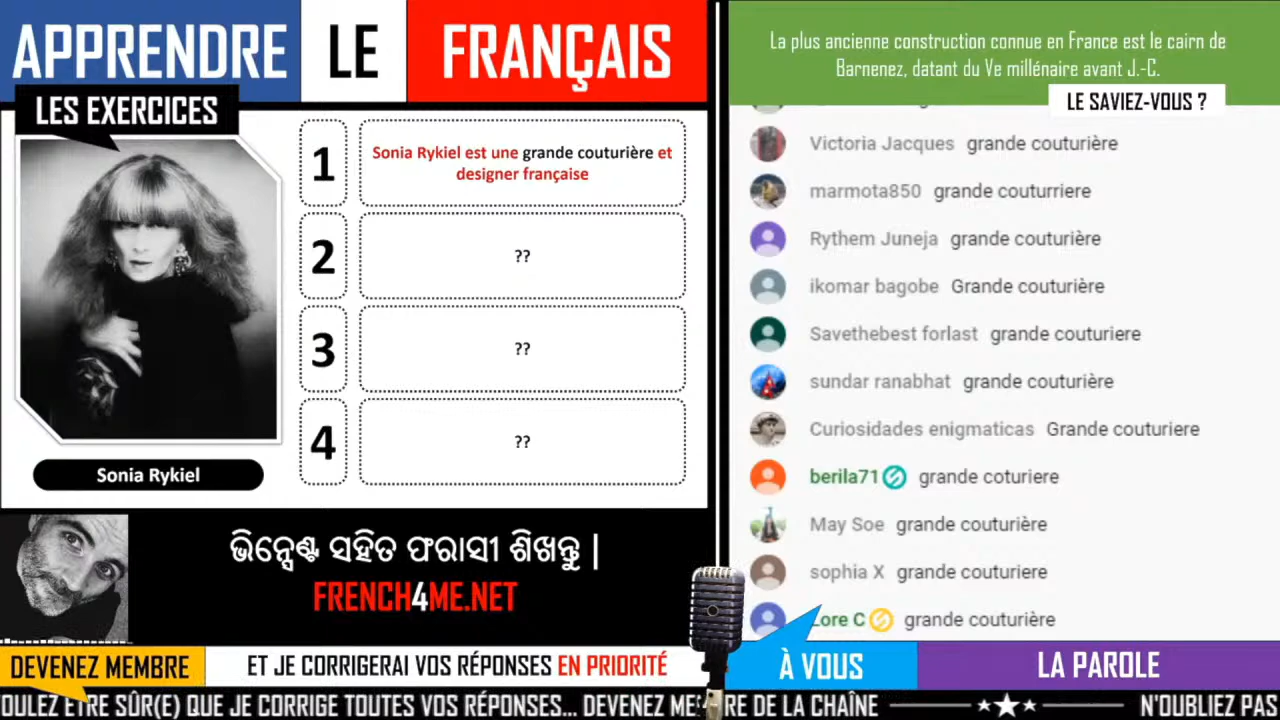 APPRENDRE LE FRANÇAIS
LES EXERCICES
1
Sonia Rykiel est une grande couturière et
designer française
2
??
3
??
4
??
Sonia Rykiel
ଭିନ୍ସେଣ୍ଟ ସହିତ ଫରାସୀ ଶିଖନ୍ତୁ |
FRENCH4ME.NET
DEVENEZ MEMBRE
ET JE CORRIGERAI VOS RÉPONSES EN PRIORITÉ
La plus ancienne construction connue en France est le cairn de
Barnenez, datant du Ve millénaire avant J.-C.
LE SAVIEZ-VOUS ?
Victoria Jacques grande couturière
marmota850 grande couturriere
Rythem Juneja grande couturière
ikomar bagobe Grande couturière
Savethebest forlast grande couturiere
sundar ranabhat grande couturière
Curiosidades enigmaticas Grande couturiere
berila71 grande coturiere
May Soe grande couturière
sophia X grande couturiere
Lore C grande couturière
À VOUS
LA PAROLE
OULEZ ÊTRE SÛR(E) QUE JE CORRIGE TOUTES VOS RÉPONSES... DEVENEZ MEMBRE DE LA CHAÎNE N'OUBLIEZ PAS